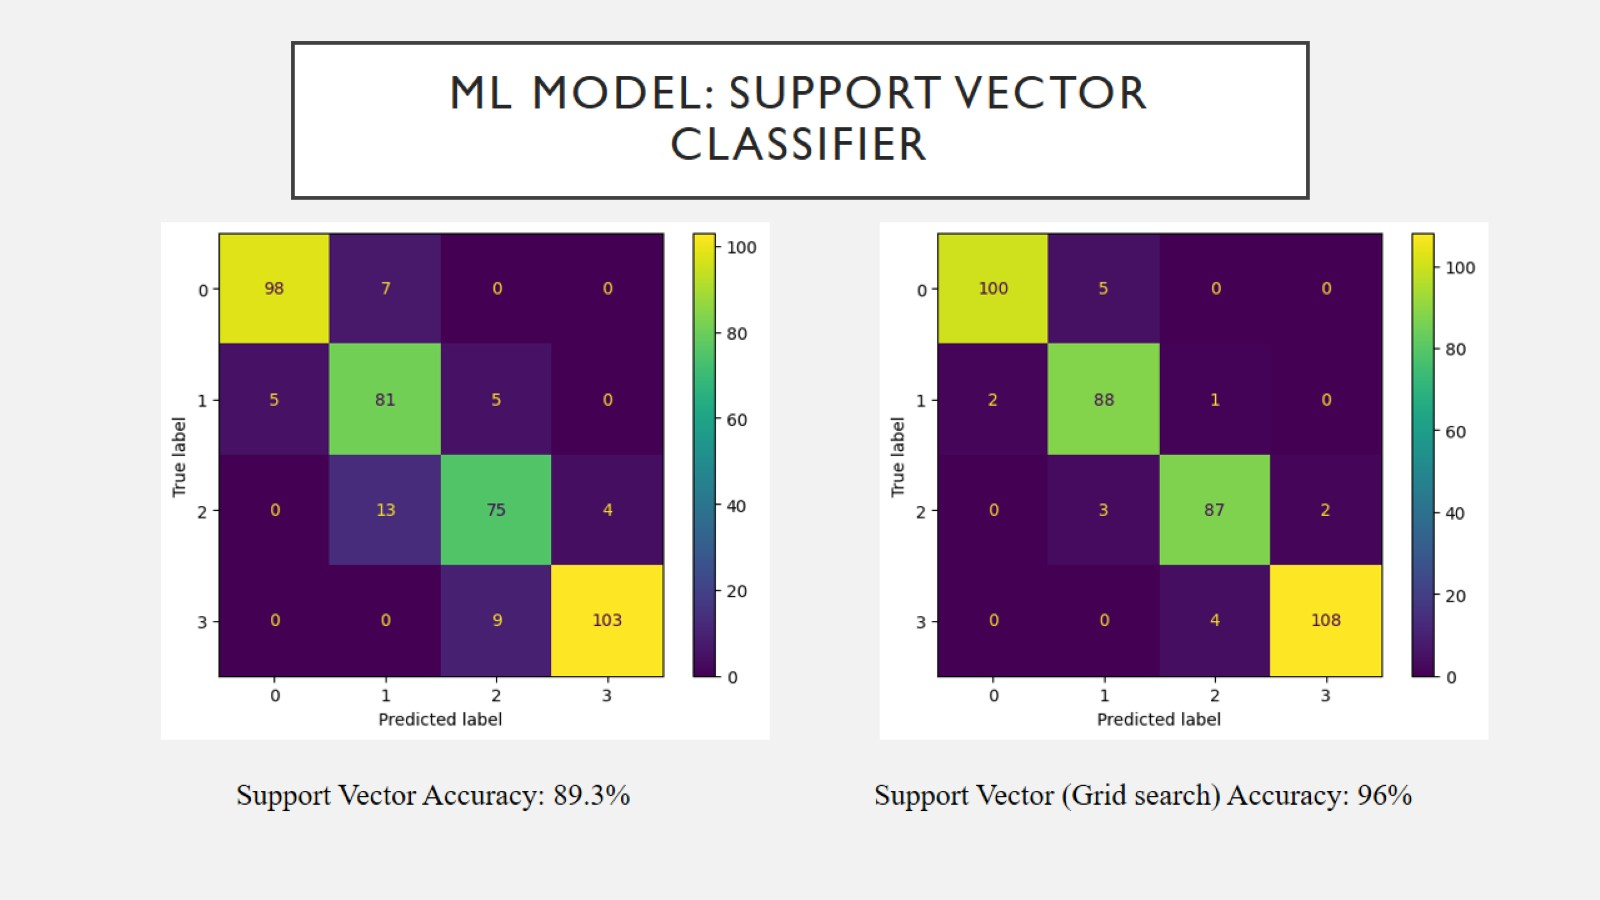 ML MODEL: SUPPORT VECTOR
CLASSIFIER
True label
0
98 7 0 0
1
5 81 5 0
2
0 13 75 4
3
0 0 9 103
0 1 2 3
Predicted label
100
80
60
40
20
0
True label
0
100 5 0 0
1
2 88 1 0
2
0 3 87 2
3
0 0 4 108
0 1 2 3
Predicted label
100
80
60
40
20
0
Support Vector Accuracy: 89.3%
Support Vector (Grid search) Accuracy: 96%